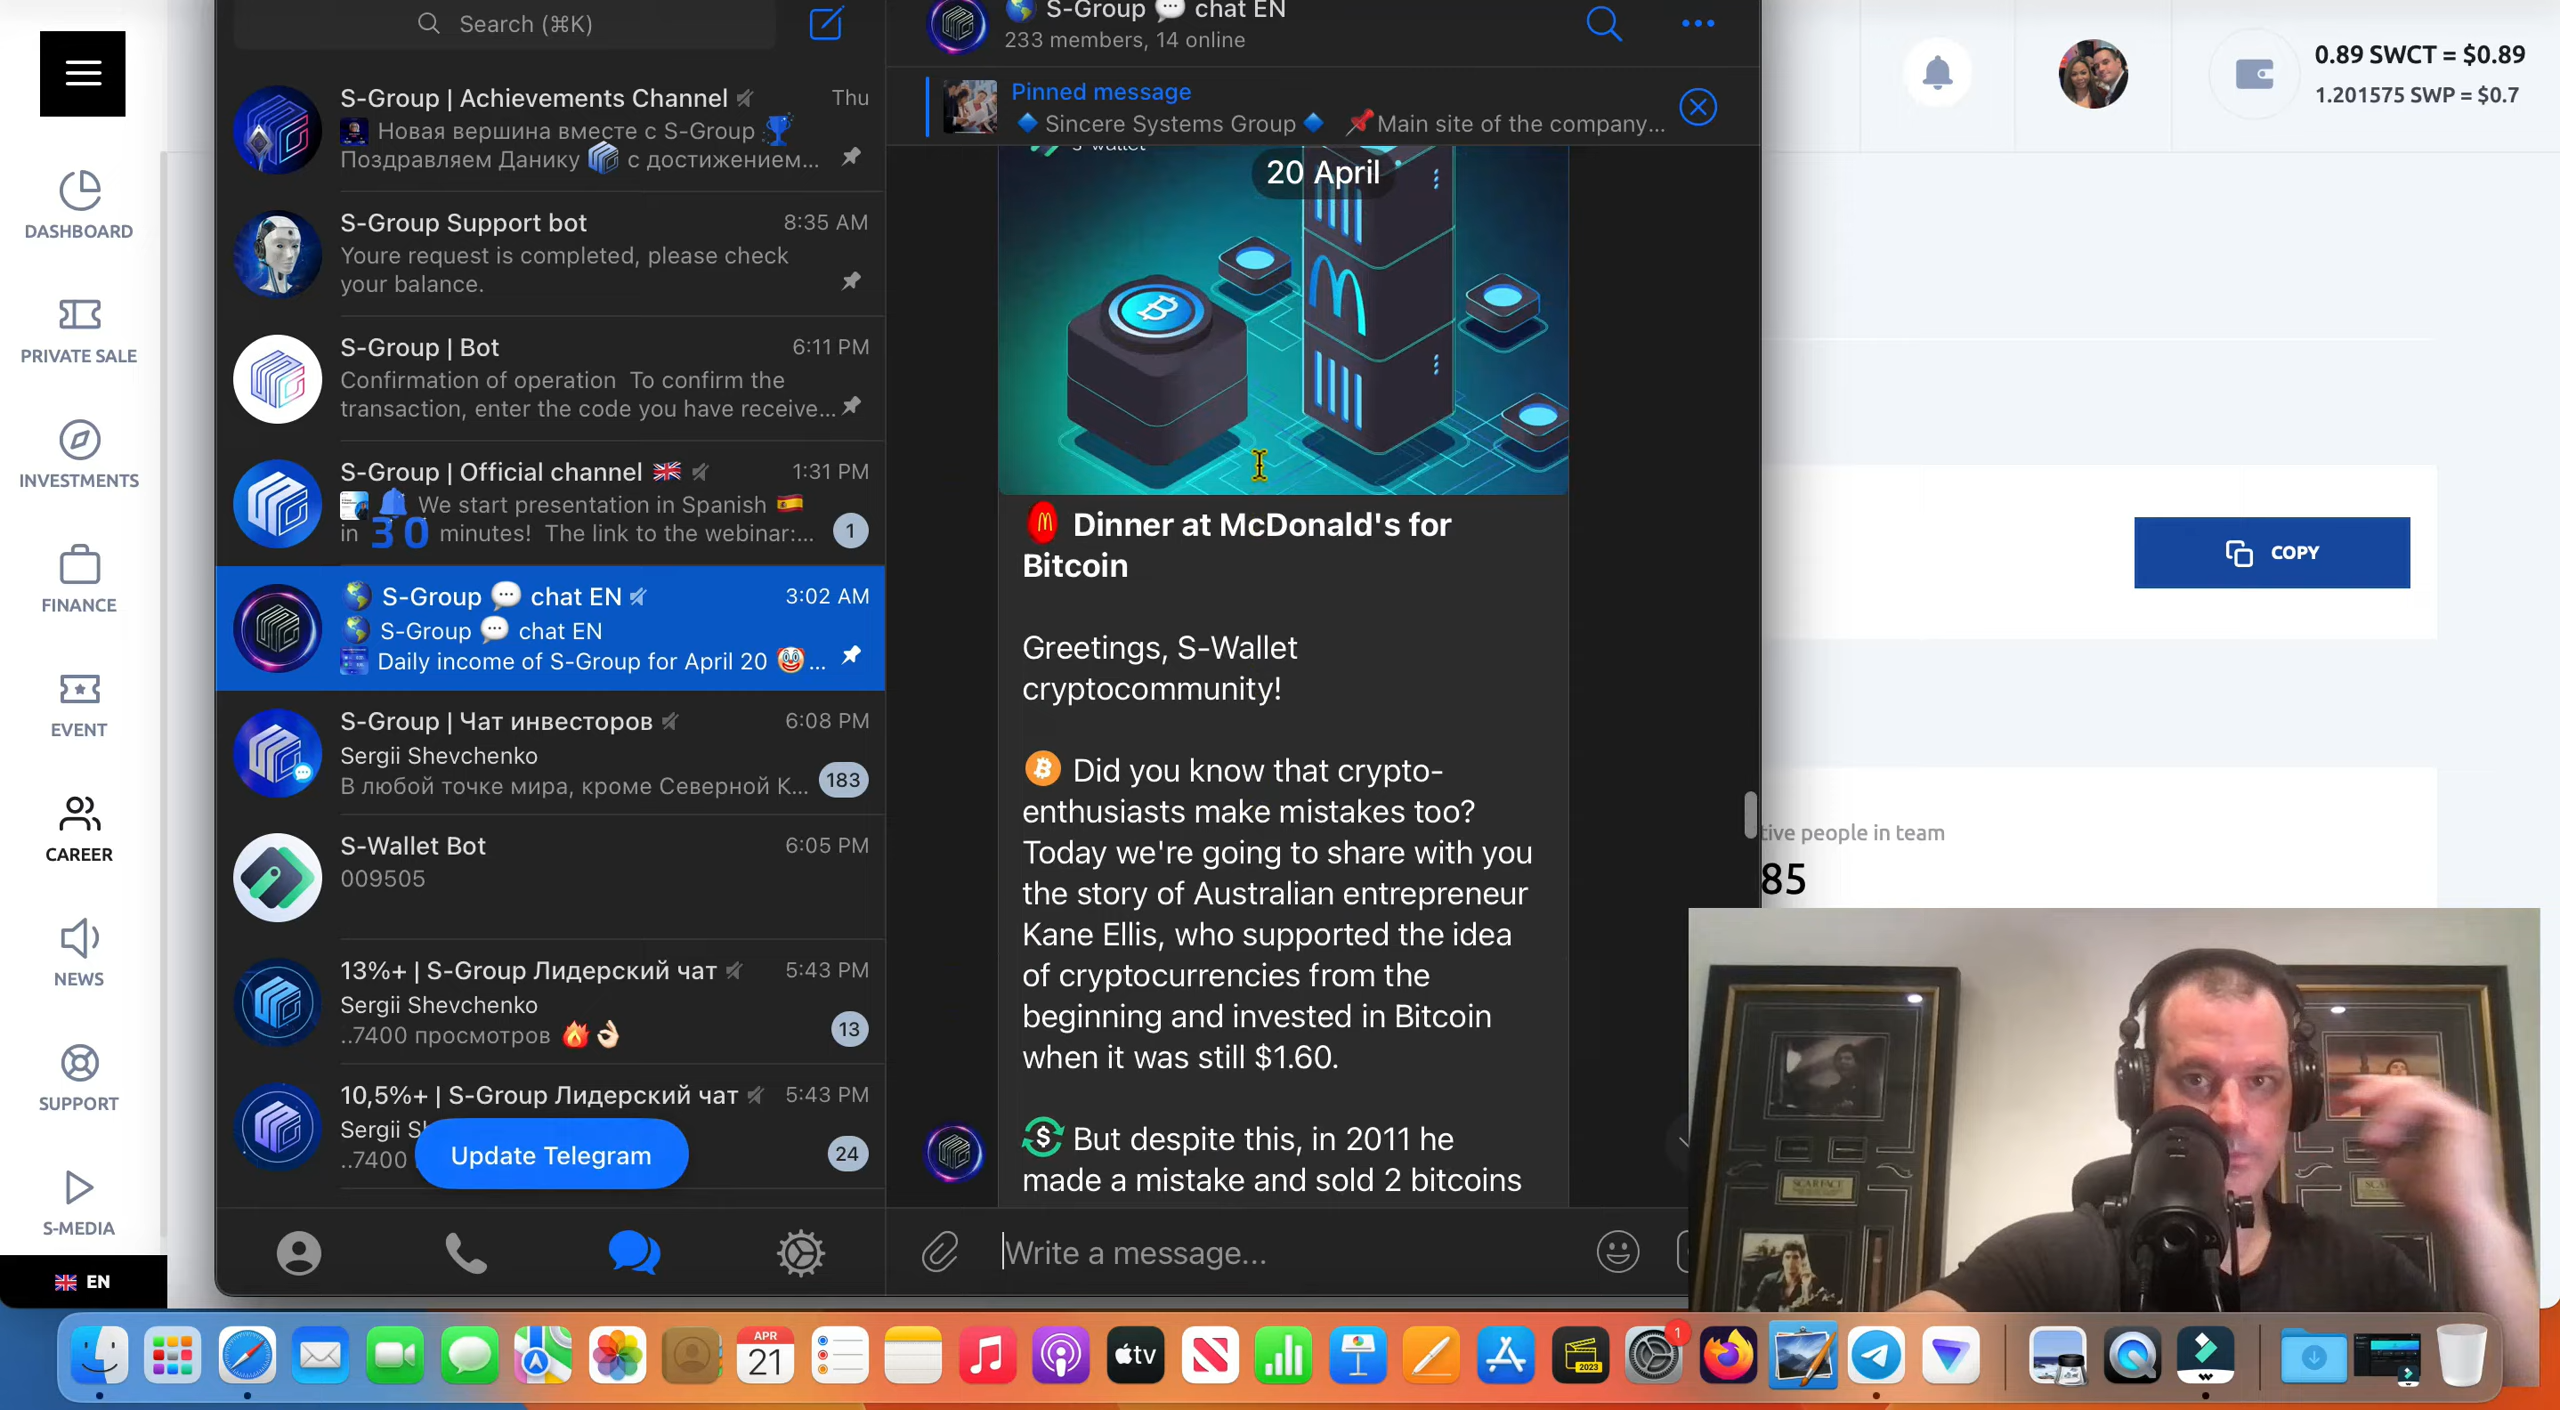 DASHBOARD
PRIVATE SALE
INVESTMENTS
FINANCE
EVENT
CAREER
NEWS
SUPPORT
S-MEDIA
EN
Search (⌘K)
S-Group | Achievements Channel
Thu
Новая вершина вместе с S-Group
Поздравляем Данику с достижением...
S-Group Support bot
8:35 AM
Youre request is completed, please check
your balance.
S-Group | Bot
6:11 PM
Confirmation of operation To confirm the
transaction, enter the code you have receive...
S-Group | Official channel
1:31 PM
We start presentation in Spanish
in 30 minutes! The link to the webinar:...
1
S-Group chat EN
3:02 AM
S-Group chat EN
Daily income of S-Group for April 20 ...
S-Group | Чат инвесторов
6:08 PM
Sergii Shevchenko
В любой точке мира, кроме Северной К...
183
S-Wallet Bot
6:05 PM
009505
13%+ | S-Group Лидерский чат
5:43 PM
Sergii Shevchenko
..7400 просмотров
13
10,5%+ | S-Group Лидерский чат
5:43 PM
Sergii
..7400
24
Update Telegram
S-Group chat EN
233 members, 14 online
Pinned message
Sincere Systems Group Main site of the company...
20 April
Dinner at McDonald's for
Bitcoin
Greetings, S-Wallet
cryptocommunity!
Did you know that crypto-
enthusiasts make mistakes too?
Today we're going to share with you
the story of Australian entrepreneur
Kane Ellis, who supported the idea
of cryptocurrencies from the
beginning and invested in Bitcoin
when it was still $1.60.
But despite this, in 2011 he
made a mistake and sold 2 bitcoins
Write a message...
0.89 SWCT = $0.89
1.201575 SWP = $0.7
COPY
tive people in team
85
SCARFACE
APR
21
tv
2023
1